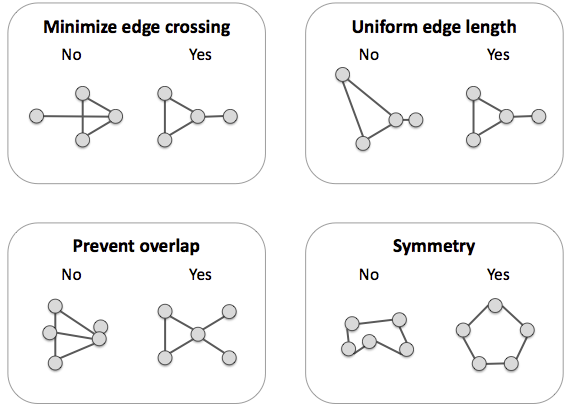 Minimize edge crossing
No
Yes
Uniform edge length
No
Yes
Prevent overlap
No
Yes
Symmetry
No
Yes